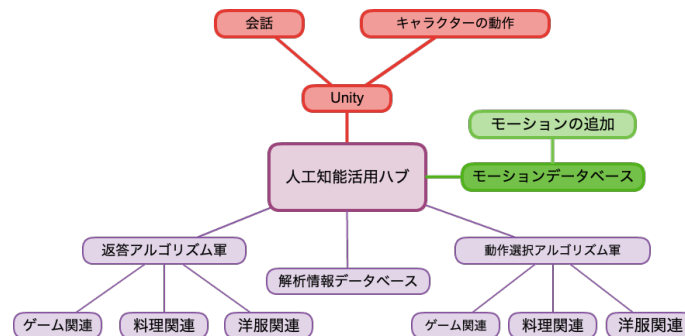 会話
キャラクターの動作
Unity
モーションの追加
人工知能活用ハブ
モーションデータベース
返答アルゴリズム軍
動作選択アルゴリズム軍
解析情報データベース
ゲーム関連
料理関連
洋服関連
ゲーム関連
料理関連
洋服関連